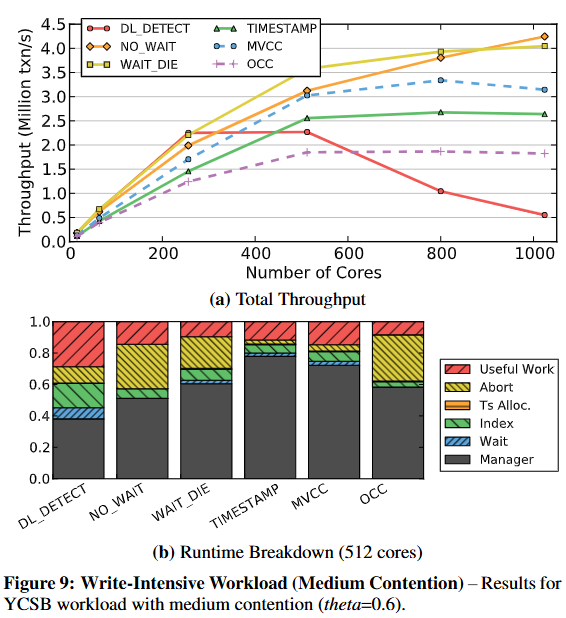 DL_DETECT
NO_WAIT
WAIT_DIE
TIMESTAMP
MVCC
OCC
Throughput (Million txn/s)
4.5
4.0
3.5
3.0
2.5
2.0
1.5
1.0
0.5
0.0
0 200 400 600 800 1000
Number of Cores
(a) Total Throughput
1.0
0.8
0.6
0.4
0.2
0.0
DL_DETECT NO_WAIT WAIT_DIE TIMESTAMP MVCC OCC
Useful Work
Abort
Ts Alloc.
Index
Wait
Manager
(b) Runtime Breakdown (512 cores)
Figure 9: Write-Intensive Workload (Medium Contention) – Results for
YCSB workload with medium contention (theta=0.6).